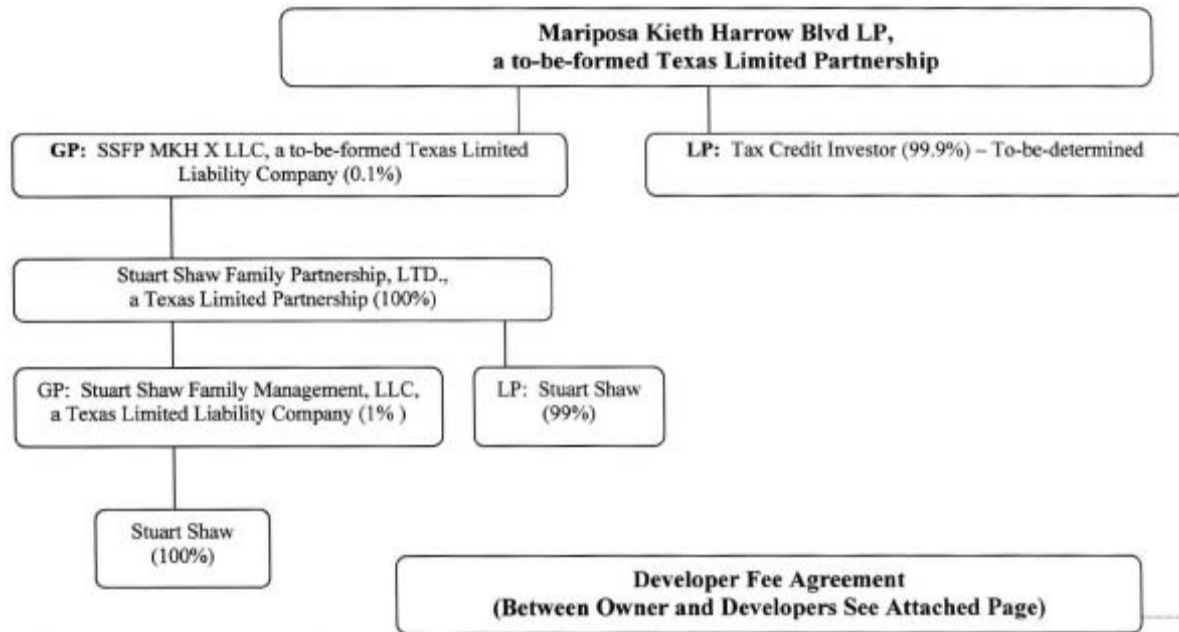 Mariposa Kieth Harrow Blvd LP,
a to-be-formed Texas Limited Partnership
GP: SSFP MKH X LLC, a to-be-formed Texas Limited
Liability Company (0.1%)
LP: Tax Credit Investor (99.9%) – To-be-determined
Stuart Shaw Family Partnership, LTD.,
a Texas Limited Partnership (100%)
GP: Stuart Shaw Family Management, LLC,
a Texas Limited Liability Company (1% )
LP: Stuart Shaw
(99%)
Stuart Shaw
(100%)
Developer Fee Agreement
(Between Owner and Developers See Attached Page)